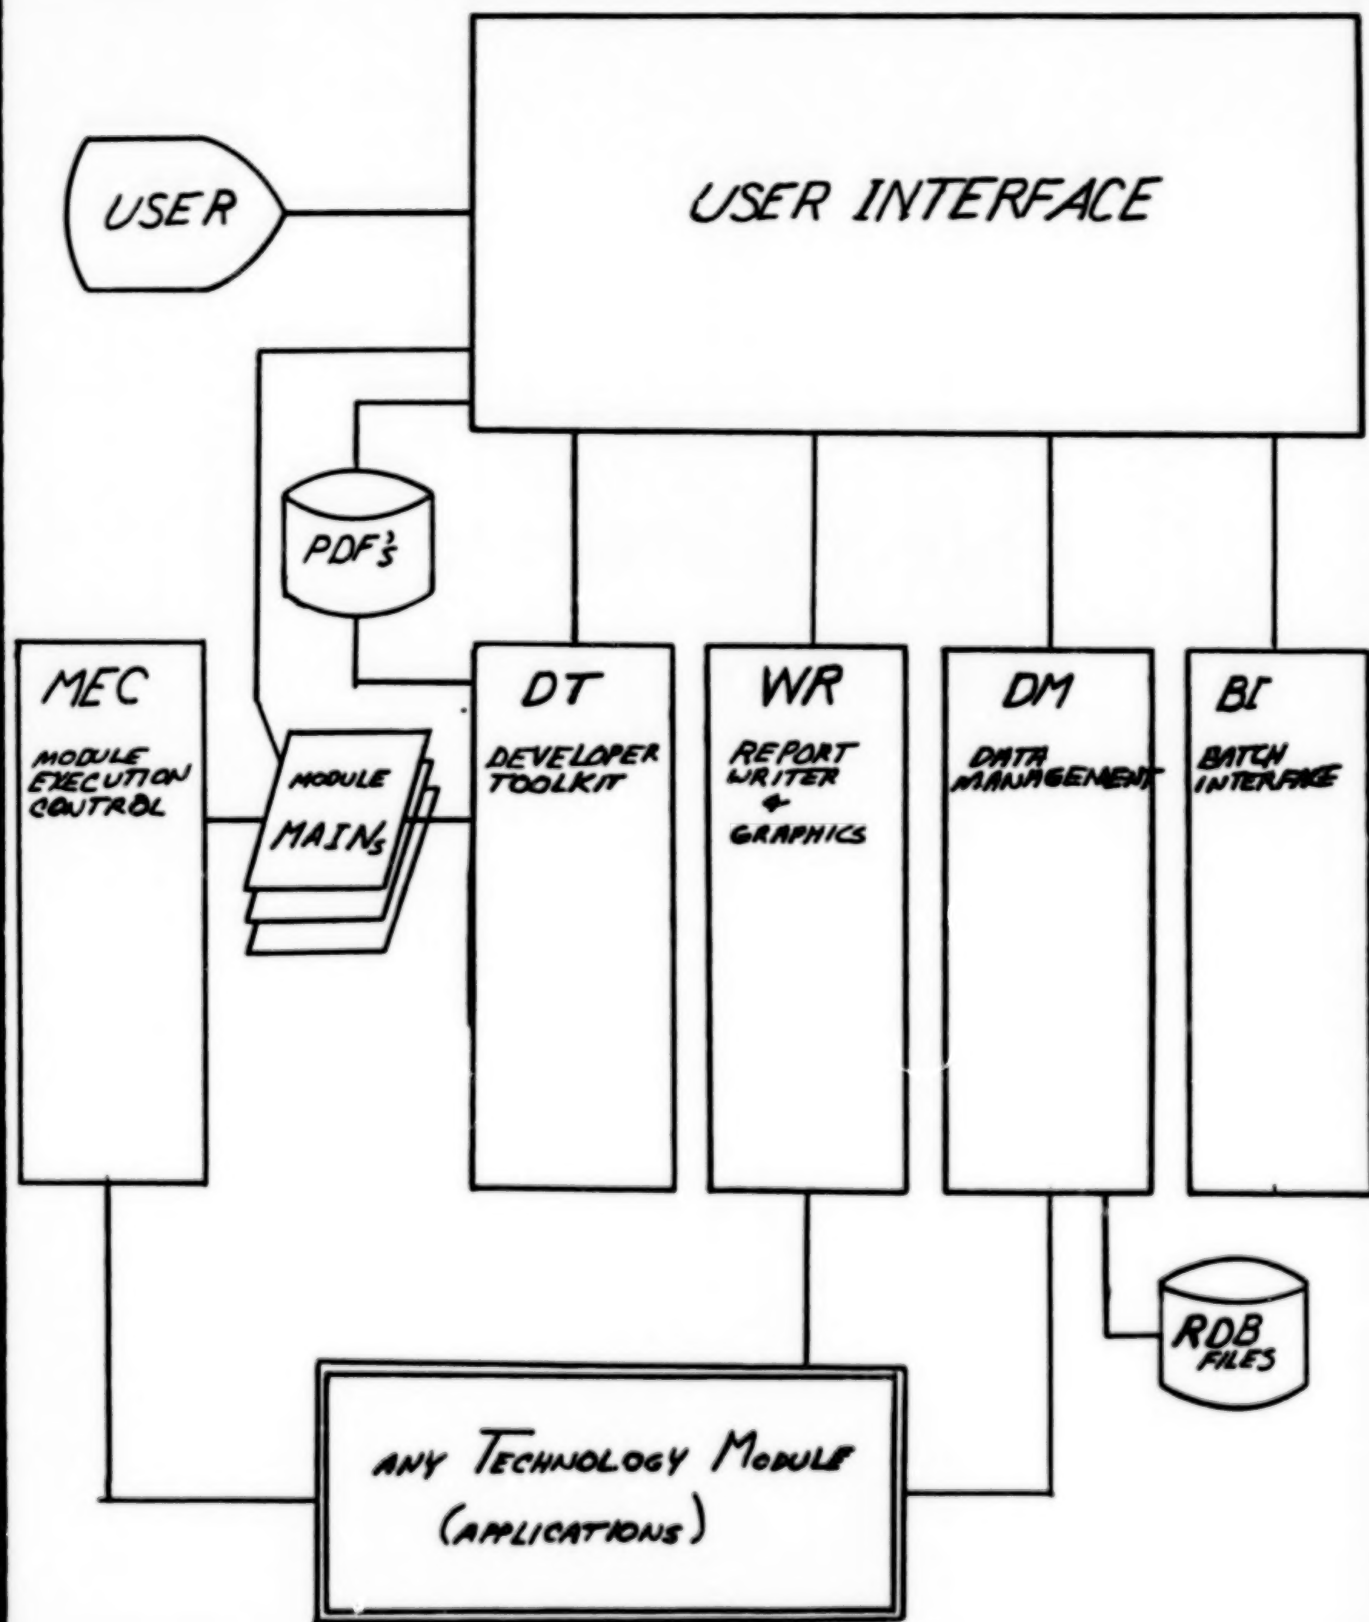 USER
USER INTERFACE
PDF's
MEC
MODULE
EXECUTION
CONTROL
MODULE
MAINs
DT
DEVELOPER
TOOLKIT
WR
REPORT
WRITER
&
GRAPHICS
DM
DATA
MANAGEMENT
BI
BATCH
INTERFACE
RDB
FILES
ANY TECHNOLOGY MODULE
(APPLICATIONS)